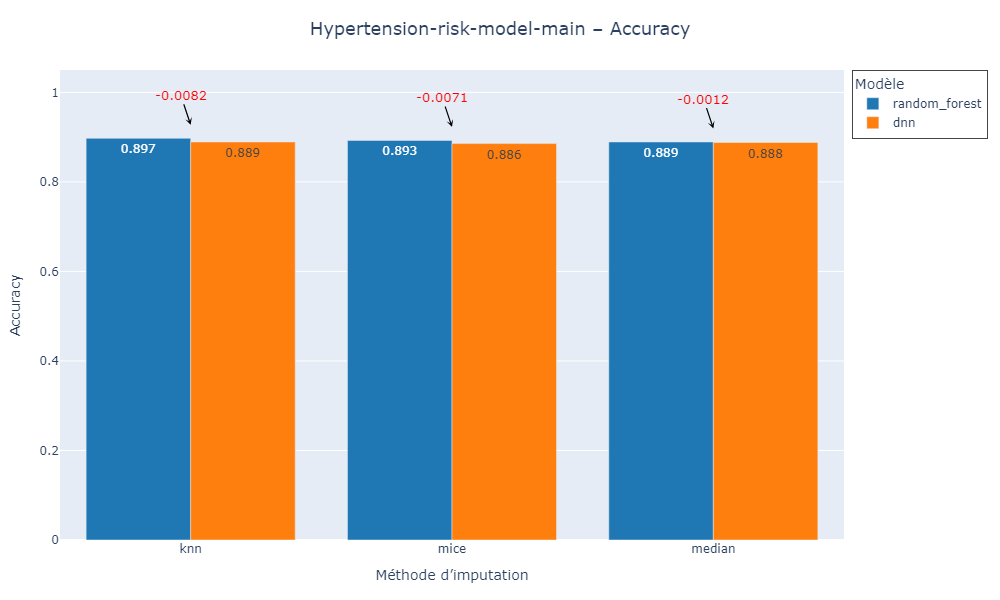 Hypertension-risk-model-main – Accuracy
Modèle
random_forest
dnn
-0.0082
-0.0071
-0.0012
0.897
0.889
0.893
0.886
0.889
0.888
1
0.8
0.6
0.4
0.2
0
Accuracy
knn
mice
median
Méthode d’imputation